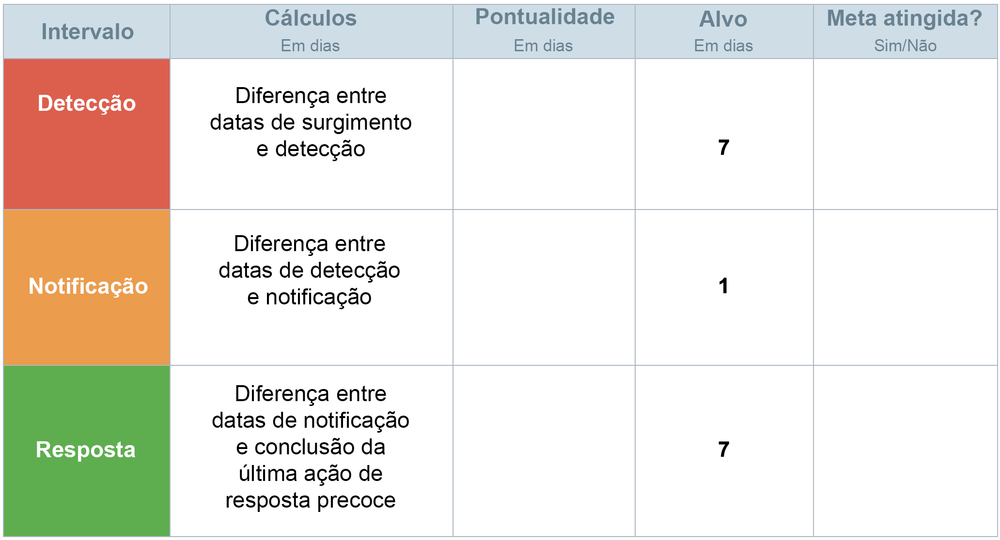 Intervalo
Cálculos
Em dias
Pontualidade
Em dias
Alvo
Em dias
Meta atingida?
Sim/Não
Detecção
Diferença entre
datas de surgimento
e detecção
7
Notificação
Diferença entre
datas de detecção
e notificação
1
Resposta
Diferença entre
datas de notificação
e conclusão da
última ação de
resposta precoce
7